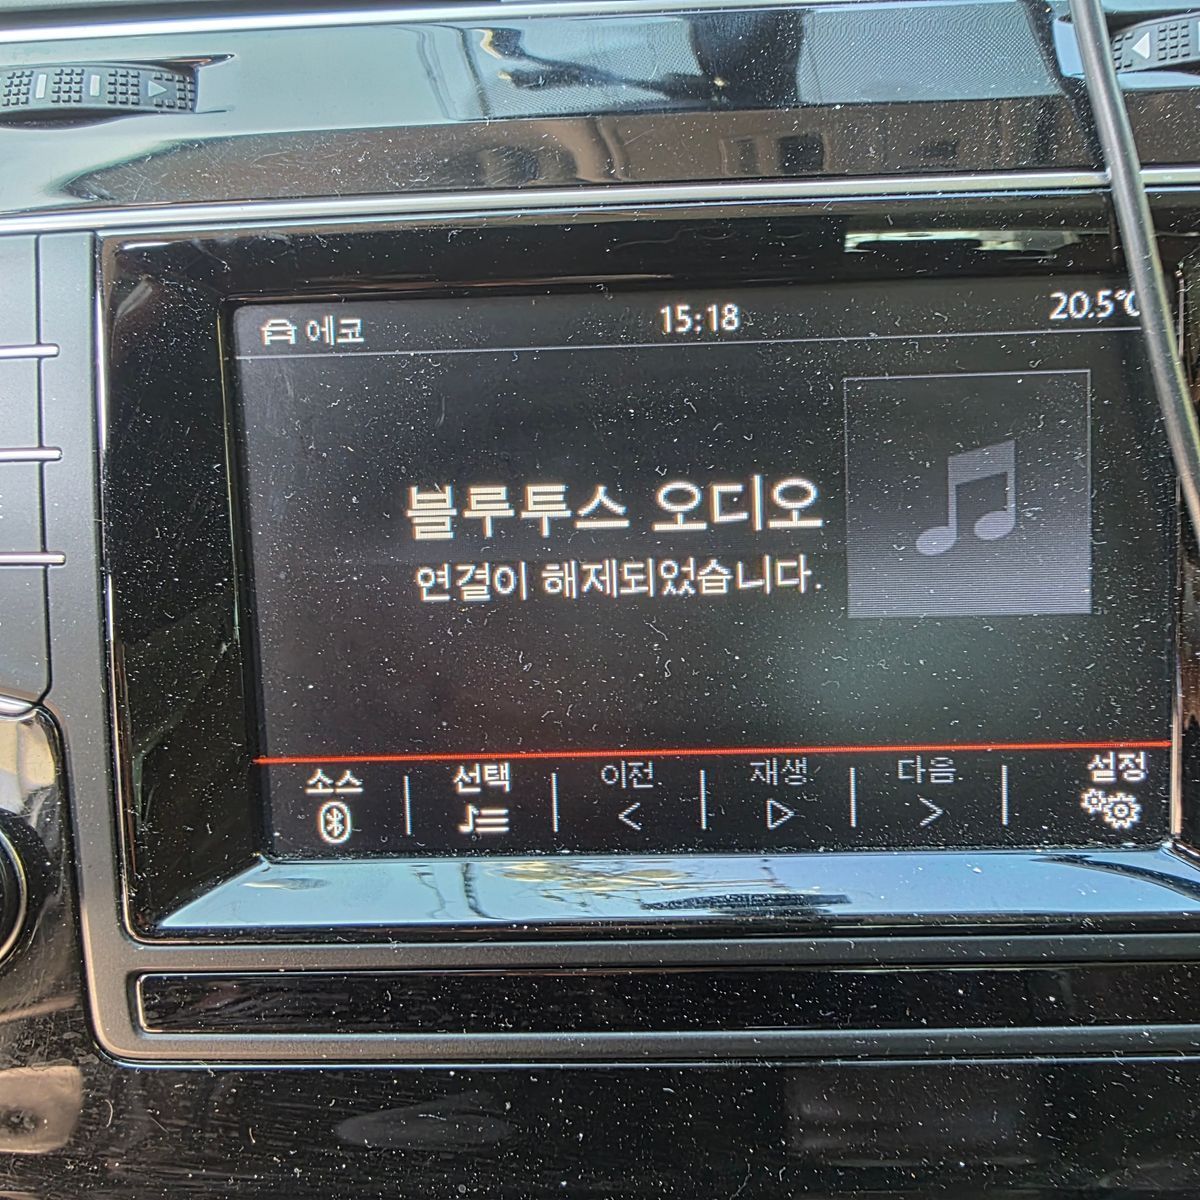 에코 15:18 20.5°C
블루투스 오디오
연결이 해제되었습니다.
소스 선택 이전 재생 다음 설정